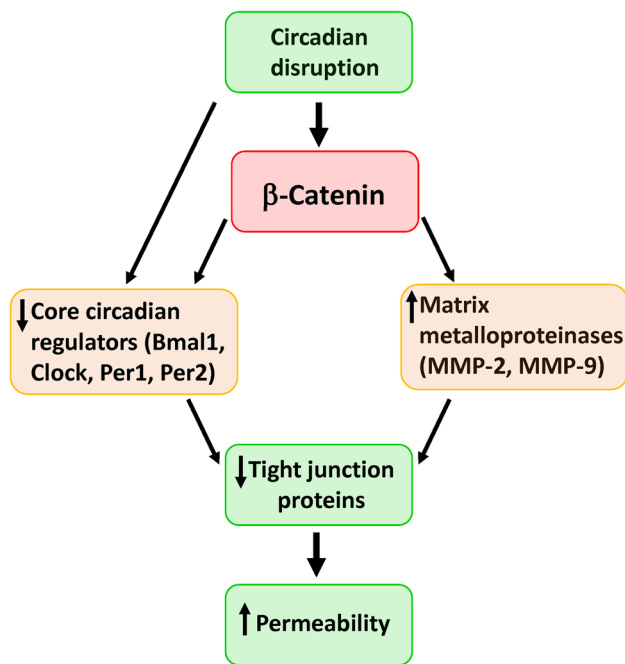 Circadian
disruption
β-Catenin
↓Core circadian
regulators (Bmal1,
Clock, Per1, Per2)
↑Matrix
metalloproteinases
(MMP-2, MMP-9)
↓Tight junction
proteins
↑Permeability